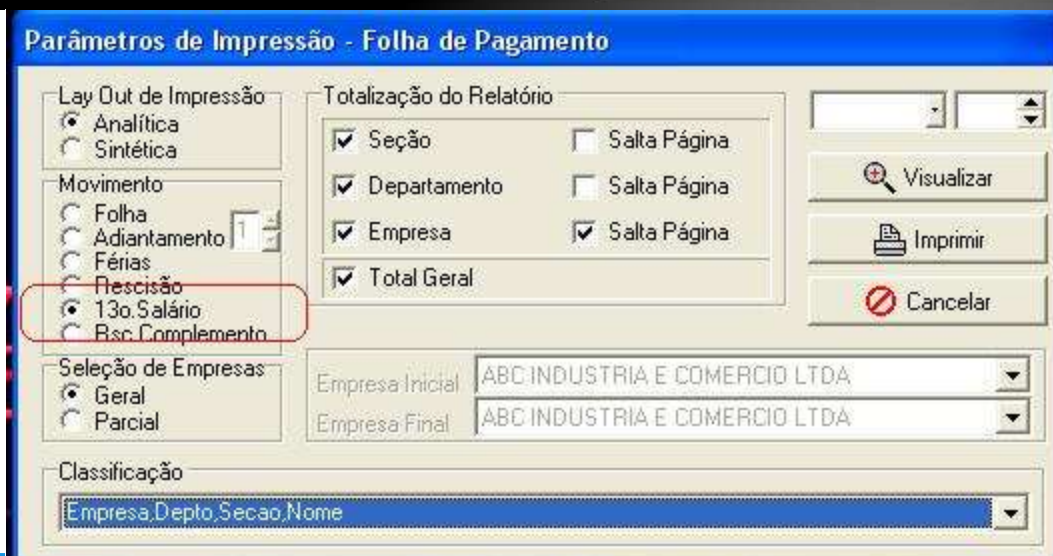 Parâmetros de Impressão - Folha de Pagamento
Lay Out de Impressão
Analítica
Sintética
Movimento
Folha
Adiantamento 1
Férias
Rescisão
13o.Salário
Rsc.Complemento
Seleção de Empresas
Geral
Parcial
Totalização do Relatório
Seção Salta Página
Departamento Salta Página
Empresa Salta Página
Total Geral
Visualizar
Imprimir
Cancelar
Empresa Inicial ABC INDUSTRIA E COMERCIO LTDA
Empresa Final ABC INDUSTRIA E COMERCIO LTDA
Classificação
Empresa,Depto,Secao,Nome